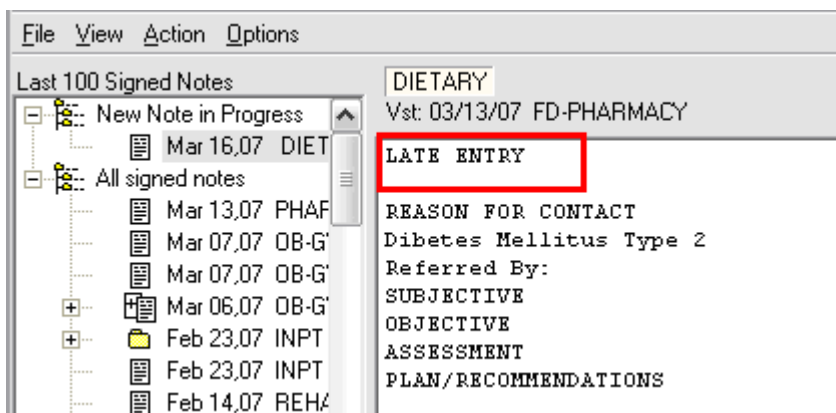 File View Action Options
Last 100 Signed Notes
New Note in Progress
Mar 16,07 DIET
All signed notes
Mar 13,07 PHAR
Mar 07,07 OB-G
Mar 07,07 OB-G
Mar 06,07 OB-G
Feb 23,07 INPT
Feb 23,07 INPT
Feb 14,07 REHA
DIETARY
Vst: 03/13/07 FD-PHARMACY
LATE ENTRY
REASON FOR CONTACT
Dibetes Mellitus Type 2
Referred By:
SUBJECTIVE
OBJECTIVE
ASSESSMENT
PLAN/RECOMMENDATIONS